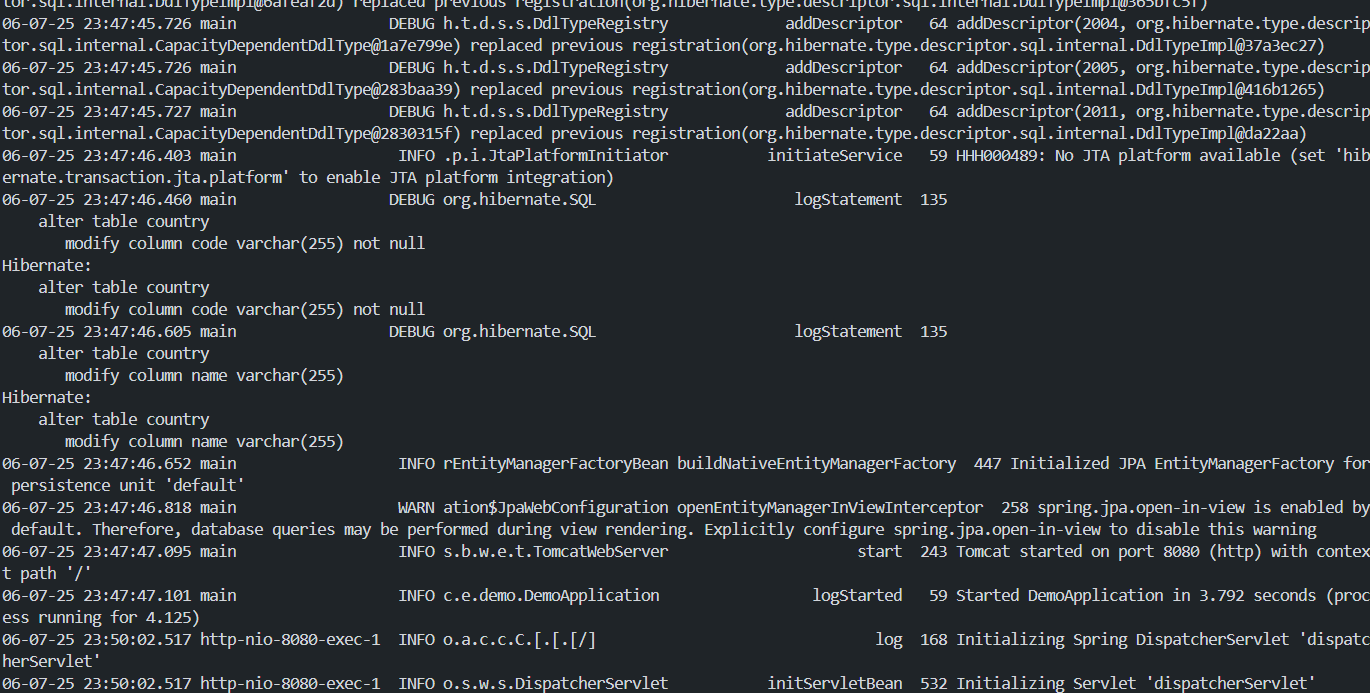 tor.sql.internal.DdlTypeImpl@6afeaf2d) replaced previous registration(org.hibernate.type.descriptor.sql.internal.DdlTypeImpl@365bfc5f)
06-07-25 23:47:45.726 main                 DEBUG h.t.d.s.s.DdlTypeRegistry             addDescriptor   64 addDescriptor(2004, org.hibernate.type.descrip
tor.sql.internal.CapacityDependentDdlType@1a7e799e) replaced previous registration(org.hibernate.type.descriptor.sql.internal.DdlTypeImpl@37a3ec27)
06-07-25 23:47:45.726 main                 DEBUG h.t.d.s.s.DdlTypeRegistry             addDescriptor   64 addDescriptor(2005, org.hibernate.type.descrip
tor.sql.internal.CapacityDependentDdlType@283baa39) replaced previous registration(org.hibernate.type.descriptor.sql.internal.DdlTypeImpl@416b1265)
06-07-25 23:47:45.727 main                 DEBUG h.t.d.s.s.DdlTypeRegistry             addDescriptor   64 addDescriptor(2011, org.hibernate.type.descrip
tor.sql.internal.CapacityDependentDdlType@2830315f) replaced previous registration(org.hibernate.type.descriptor.sql.internal.DdlTypeImpl@da22aa)
06-07-25 23:47:46.403 main                  INFO .p.i.JtaPlatformInitiator           initiateService   59 HHH000489: No JTA platform available (set 'hib
ernate.transaction.jta.platform' to enable JTA platform integration)
06-07-25 23:47:46.460 main                 DEBUG org.hibernate.SQL                      logStatement  135
    alter table country
       modify column code varchar(255) not null
Hibernate:
    alter table country
       modify column code varchar(255) not null
06-07-25 23:47:46.605 main                 DEBUG org.hibernate.SQL                      logStatement  135
    alter table country
       modify column name varchar(255)
Hibernate:
    alter table country
       modify column name varchar(255)
06-07-25 23:47:46.652 main                  INFO rEntityManagerFactoryBean buildNativeEntityManagerFactory  447 Initialized JPA EntityManagerFactory for
 persistence unit 'default'
06-07-25 23:47:46.818 main                  WARN ation$JpaWebConfiguration openEntityManagerInViewInterceptor  258 spring.jpa.open-in-view is enabled by
 default. Therefore, database queries may be performed during view rendering. Explicitly configure spring.jpa.open-in-view to disable this warning
06-07-25 23:47:47.095 main                  INFO s.b.w.e.t.TomcatWebServer                     start  243 Tomcat started on port 8080 (http) with contex
t path '/'
06-07-25 23:47:47.101 main                  INFO c.e.demo.DemoApplication                 logStarted   59 Started DemoApplication in 3.792 seconds (proc
ess running for 4.125)
06-07-25 23:50:02.517 http-nio-8080-exec-1  INFO o.a.c.c.C.[.[.[/]                               log  168 Initializing Spring DispatcherServlet 'dispatc
herServlet'
06-07-25 23:50:02.517 http-nio-8080-exec-1  INFO o.s.w.s.DispatcherServlet           initServletBean  532 Initializing Servlet 'dispatcherServlet'